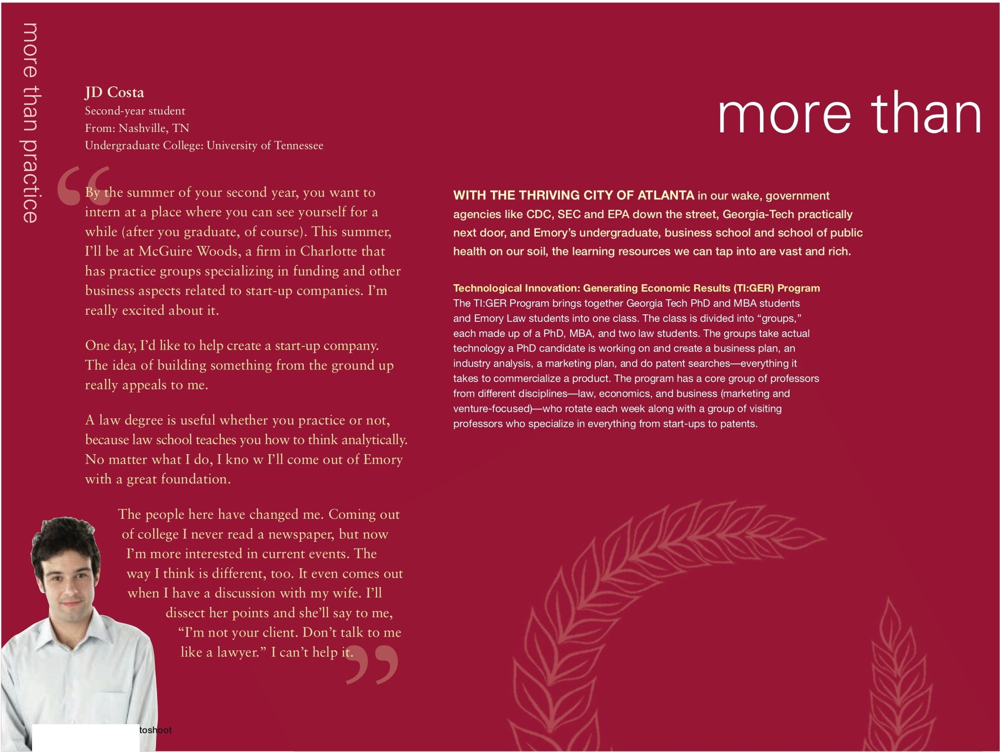 more than practice
JD Costa
Second-year student
From: Nashville, TN
Undergraduate College: University of Tennessee
“
By the summer of your second year, you want to
intern at a place where you can see yourself for a
while (after you graduate, of course). This summer,
I’ll be at McGuire Woods, a firm in Charlotte that
has practice groups specializing in funding and other
business aspects related to start-up companies. I’m
really excited about it.
One day, I’d like to help create a start-up company.
The idea of building something from the ground up
really appeals to me.
A law degree is useful whether you practice or not,
because law school teaches you how to think analytically.
No matter what I do, I kno w I’ll come out of Emory
with a great foundation.
The people here have changed me. Coming out
of college I never read a newspaper, but now
I’m more interested in current events. The
way I think is different, too. It even comes out
when I have a discussion with my wife. I’ll
dissect her points and she’ll say to me,
“I’m not your client. Don’t talk to me
like a lawyer.” I can’t help it.
”
toshoot
more than
WITH THE THRIVING CITY OF ATLANTA in our wake, government
agencies like CDC, SEC and EPA down the street, Georgia-Tech practically
next door, and Emory’s undergraduate, business school and school of public
health on our soil, the learning resources we can tap into are vast and rich.
Technological Innovation: Generating Economic Results (TI:GER) Program
The TI:GER Program brings together Georgia Tech PhD and MBA students
and Emory Law students into one class. The class is divided into “groups,”
each made up of a PhD, MBA, and two law students. The groups take actual
technology a PhD candidate is working on and create a business plan, an
industry analysis, a marketing plan, and do patent searches—everything it
takes to commercialize a product. The program has a core group of professors
from different disciplines—law, economics, and business (marketing and
venture-focused)—who rotate each week along with a group of visiting
professors who specialize in everything from start-ups to patents.